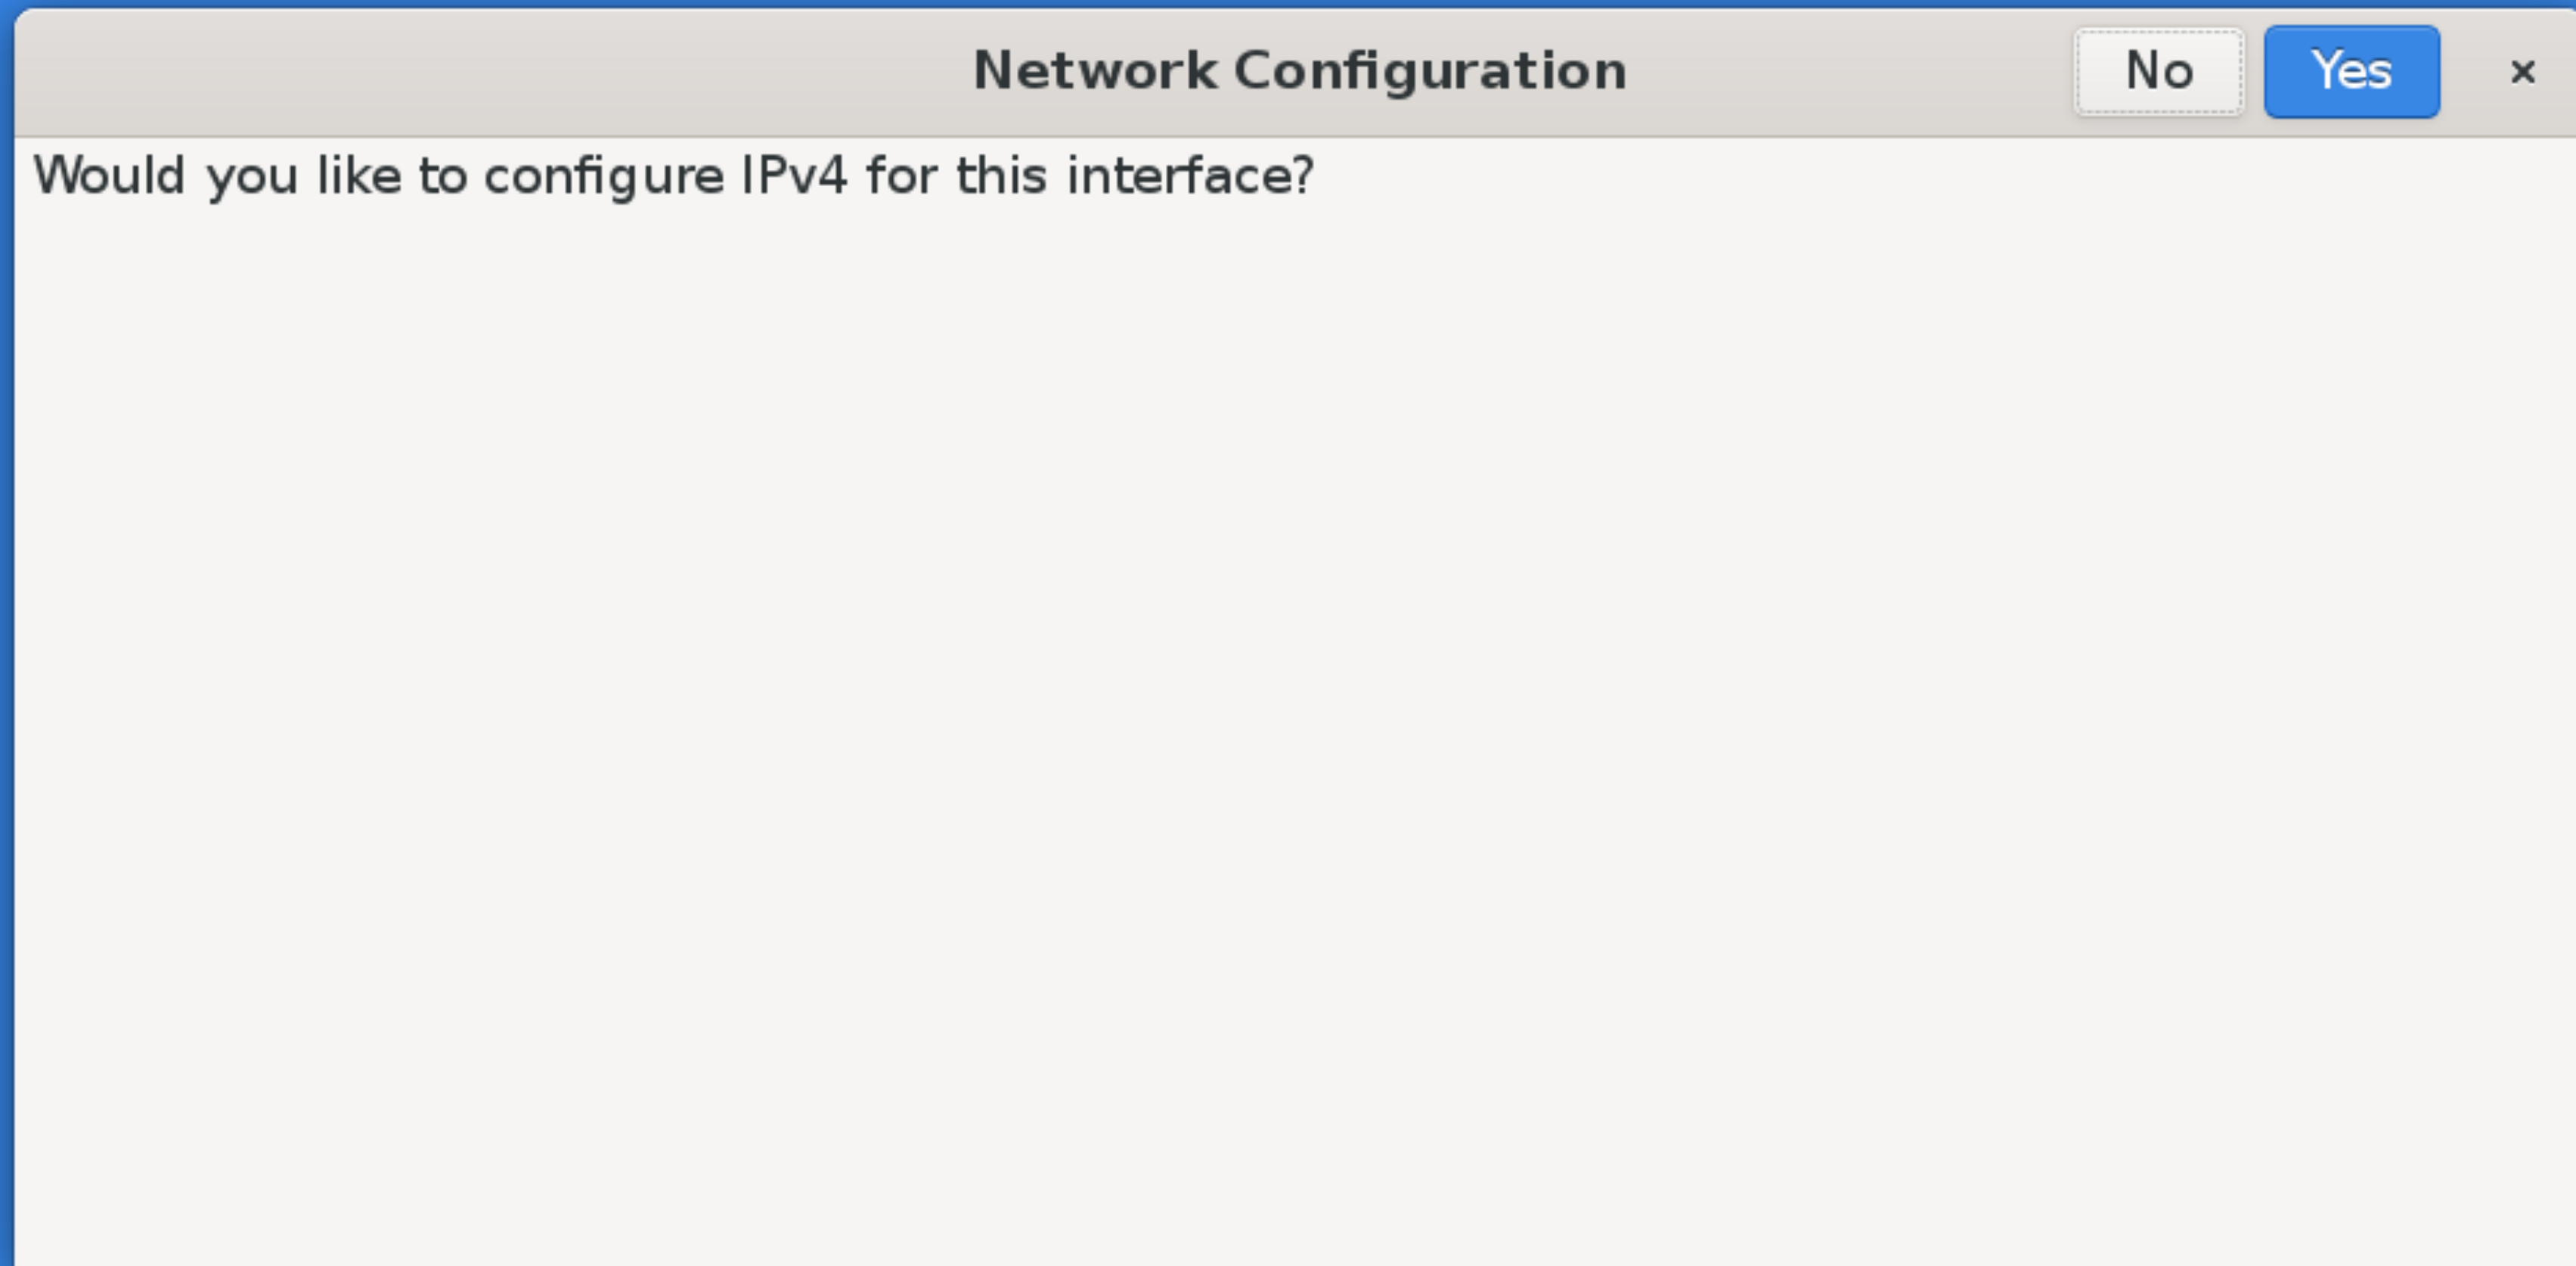 Network Configuration
No
Yes
×
Would you like to configure IPv4 for this interface?